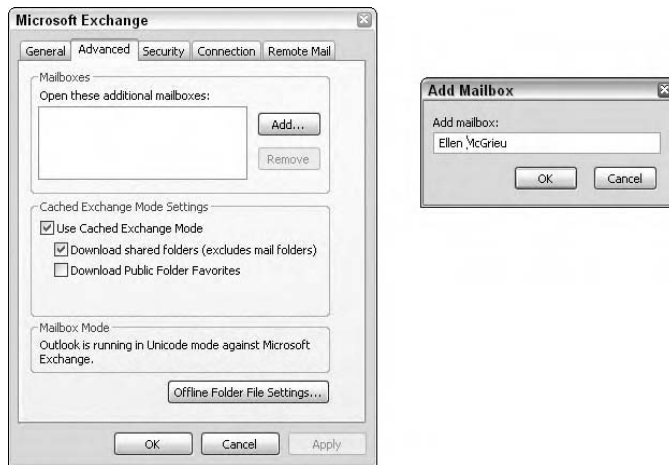 Microsoft Exchange
General Advanced Security Connection Remote Mail
Mailboxes
Open these additional mailboxes:
Add...
Remove
Cached Exchange Mode Settings
Use Cached Exchange Mode
Download shared folders (excludes mail folders)
Download Public Folder Favorites
Mailbox Mode
Outlook is running in Unicode mode against Microsoft
Exchange.
Offline Folder File Settings...
OK Cancel Apply
Add Mailbox
Add mailbox:
Ellen McGrieu
OK Cancel